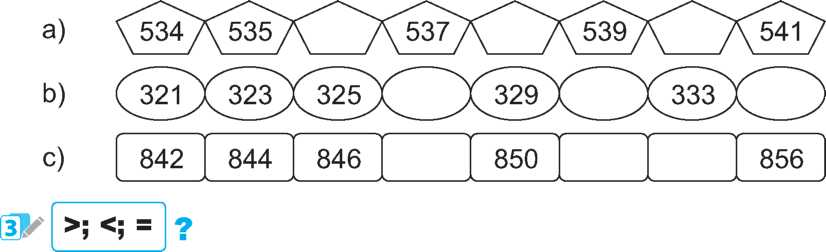 a) 534 535 537 539 541
b) 321 323 325 329 333
c) 842 844 846 850 856
3 >; <; = ?